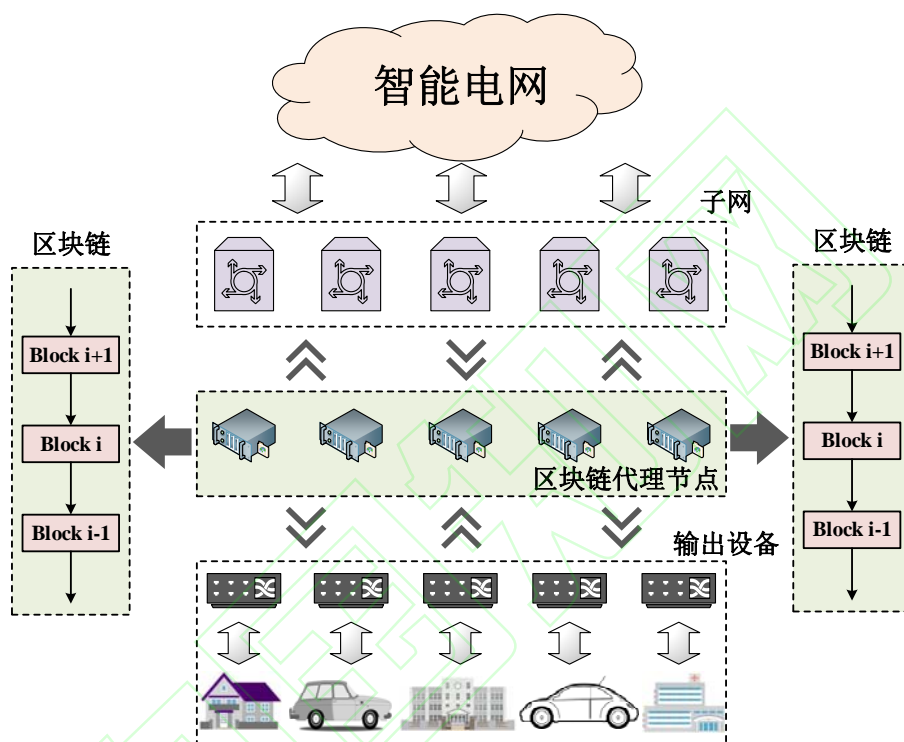 智能电网
子网
区块链
Block i+1
Block i
Block i-1
区块链代理节点
区块链
Block i+1
Block i
Block i-1
输出设备